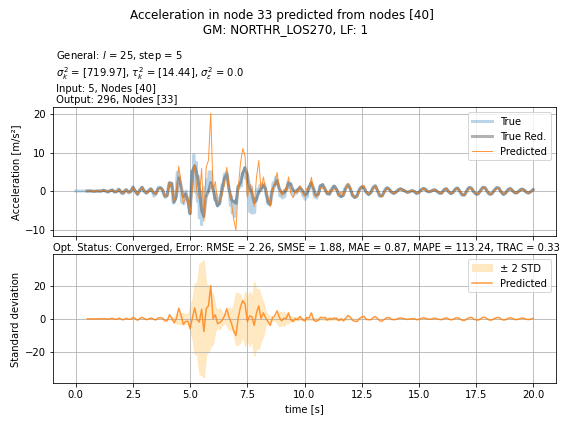 Acceleration in node 33 predicted from nodes [40]
GM: NORTHR_LOS270, LF: 1
General: l = 25, step = 5
σ²ₖ = [719.97], τ²ₖ = [14.44], σ²ε = 0.0
Input: 5, Nodes [40]
Output: 296, Nodes [33]
Acceleration [m/s²]
20
10
0
−10
True
True Red.
Predicted
Opt. Status: Converged, Error: RMSE = 2.26, SMSE = 1.88, MAE = 0.87, MAPE = 113.24, TRAC = 0.33
Standard deviation
20
0
−20
± 2 STD
Predicted
0.0 2.5 5.0 7.5 10.0 12.5 15.0 17.5 20.0
time [s]